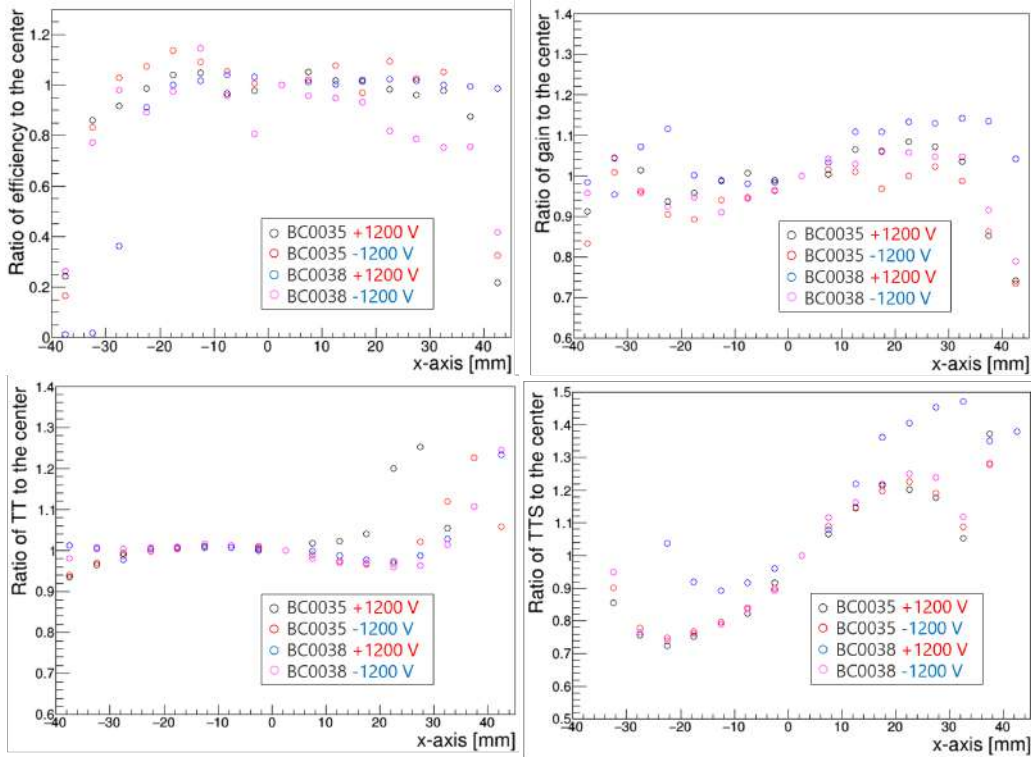 Ratio of efficiency to the center
1.2
1
0.8
0.6
0.4
0.2
0
BC0035 +1200 V
BC0035 -1200 V
BC0038 +1200 V
BC0038 -1200 V
−40 −30 −20 −10 0 10 20 30 40
x-axis [mm]
Ratio of gain to the center
1.4
1.3
1.2
1.1
1
0.9
0.8
0.7
0.6
BC0035 +1200 V
BC0035 -1200 V
BC0038 +1200 V
BC0038 -1200 V
−40 −30 −20 −10 0 10 20 30 40
x-axis [mm]
Ratio of TT to the center
1.4
1.3
1.2
1.1
1
0.9
0.8
0.7
0.6
BC0035 +1200 V
BC0035 -1200 V
BC0038 +1200 V
BC0038 -1200 V
−40 −30 −20 −10 0 10 20 30 40
x-axis [mm]
Ratio of TTS to the center
1.5
1.4
1.3
1.2
1.1
1
0.9
0.8
0.7
0.6
0.5
BC0035 +1200 V
BC0035 -1200 V
BC0038 +1200 V
BC0038 -1200 V
−40 −30 −20 −10 0 10 20 30 40
x-axis [mm]